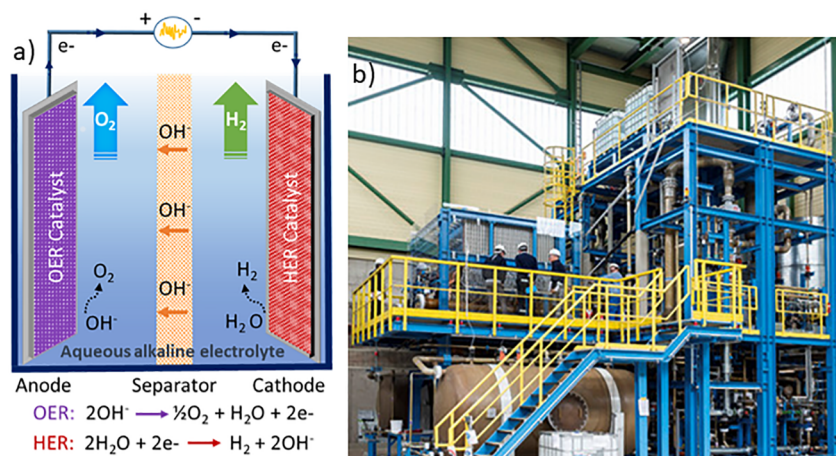 a)
+ -
e-
e-
O₂
H₂
OH⁻
OH⁻
OH⁻
OER Catalyst
HER Catalyst
O₂
OH⁻
H₂
H₂O
Aqueous alkaline electrolyte
Anode Separator Cathode
OER: 2OH⁻ → ½O₂ + H₂O + 2e-
HER: 2H₂O + 2e- → H₂ + 2OH⁻
b)